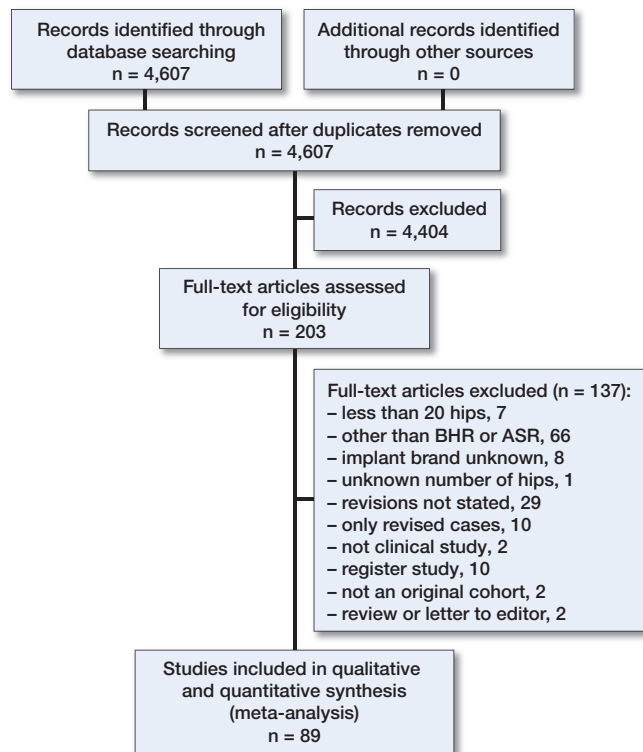 Records identified through
database searching
n = 4,607
Additional records identified
through other sources
n = 0
Records screened after duplicates removed
n = 4,607
Records excluded
n = 4,404
Full-text articles assessed
for eligibility
n = 203
Full-text articles excluded (n = 137):
– less than 20 hips, 7
– other than BHR or ASR, 66
– implant brand unknown, 8
– unknown number of hips, 1
– revisions not stated, 29
– only revised cases, 10
– not clinical study, 2
– register study, 10
– not an original cohort, 2
– review or letter to editor, 2
Studies included in qualitative
and quantitative synthesis
(meta-analysis)
n = 89